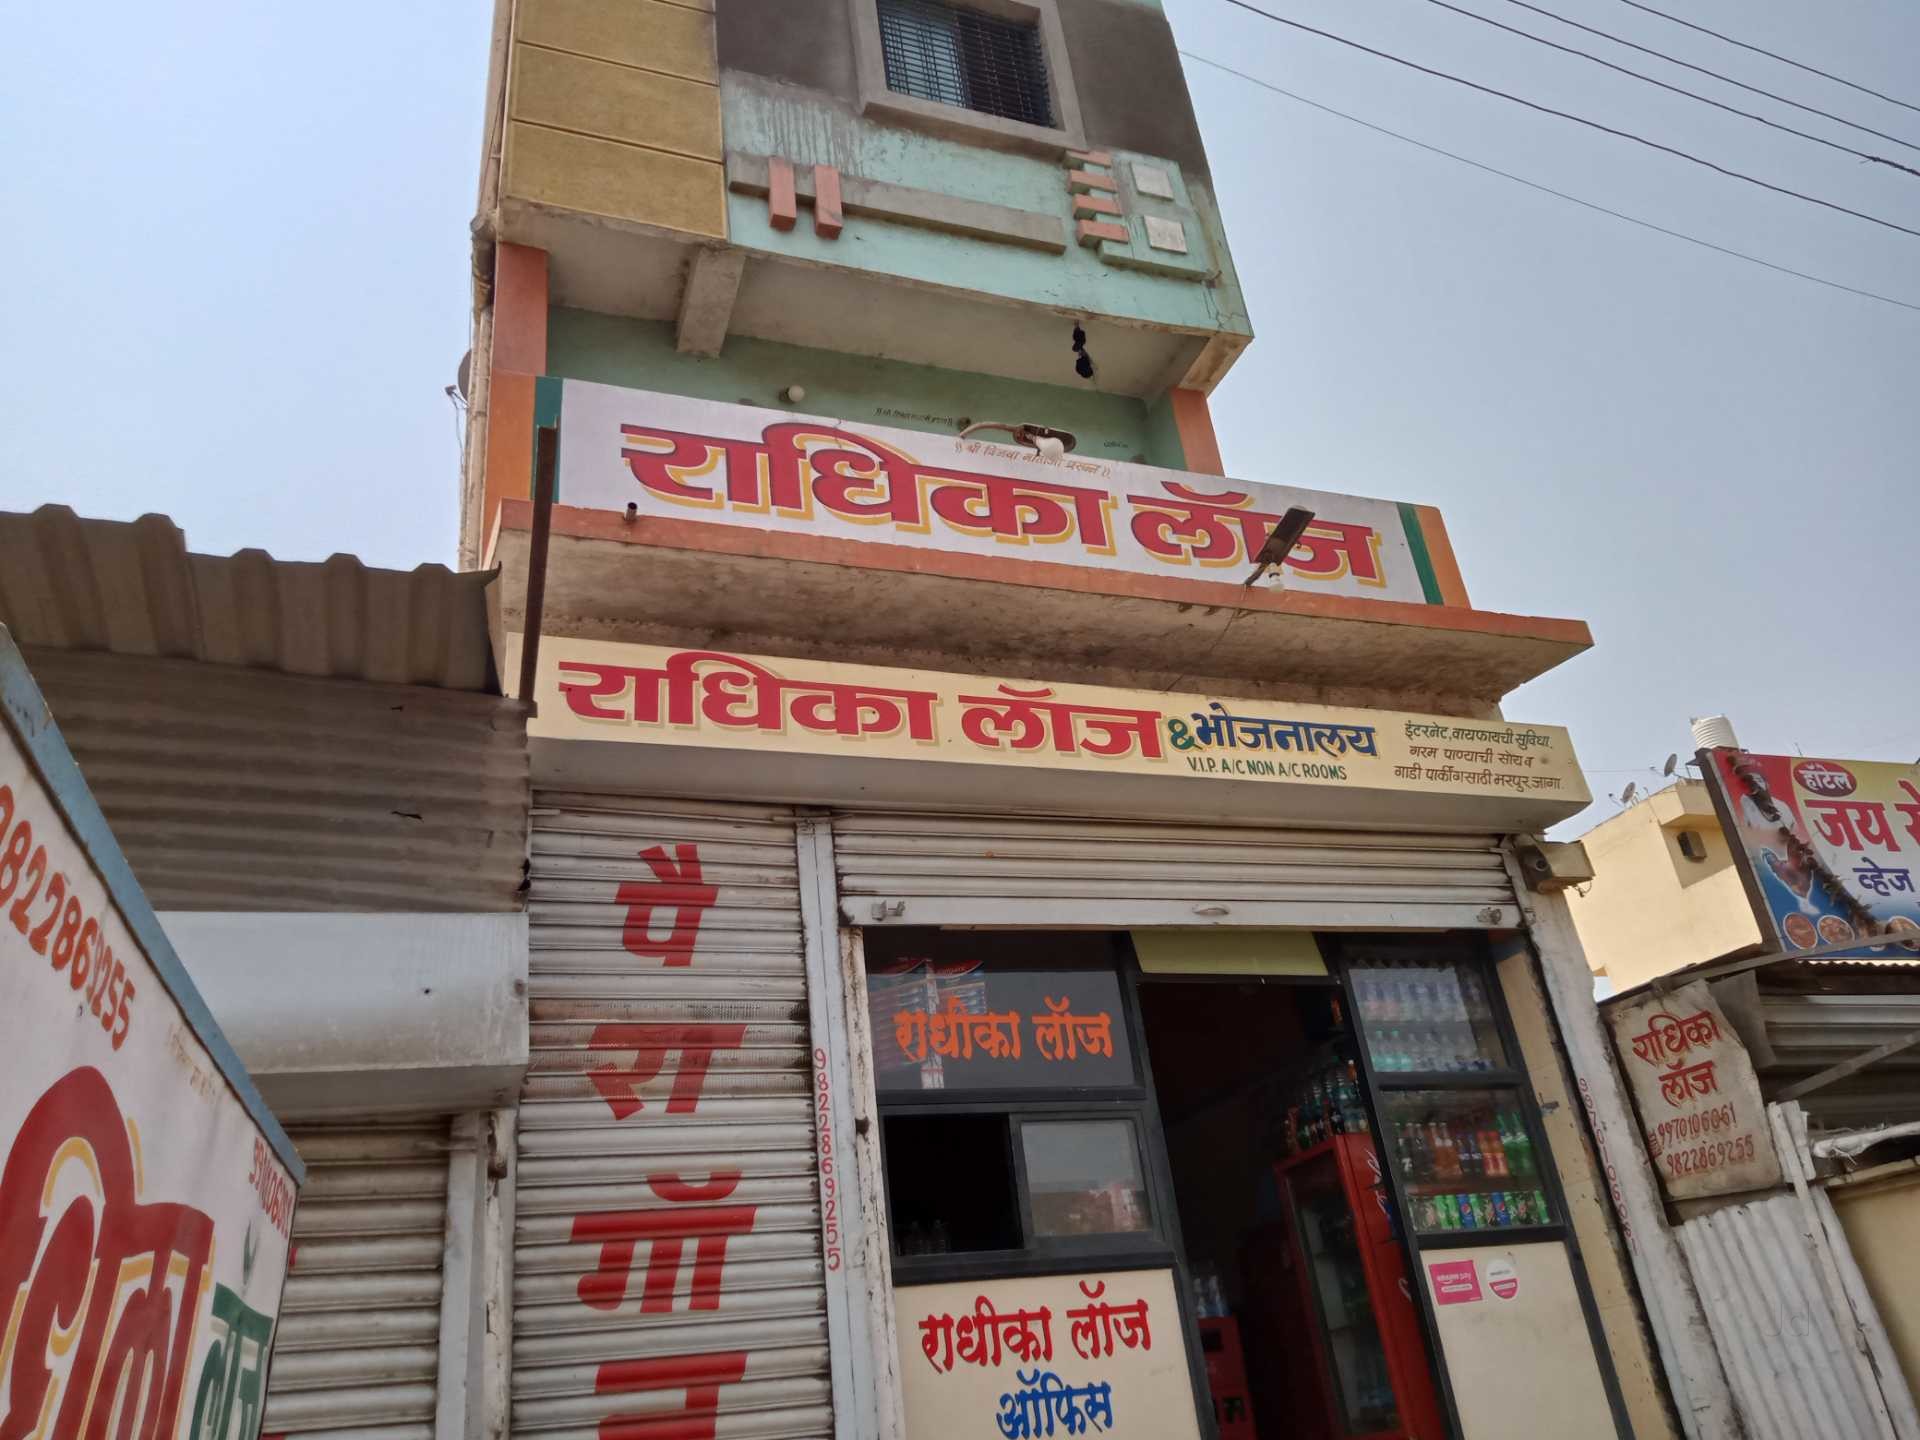 राधिका लॉज
राधिका लॉज & भोजनालय
V.I.P. A/C NON A/C ROOMS
इंटरनेट, वायफायची सुविधा,
गरम पाण्याची सोय व
गाडी पार्कींगसाठी भरपुर जागा.
हॉटेल
जय
व्हेज
पैरागॉन
9822869255
राधीका लॉज
राधीका लॉज
ऑफिस
राधिका
लॉज
9970106061
9822869255
9822869255